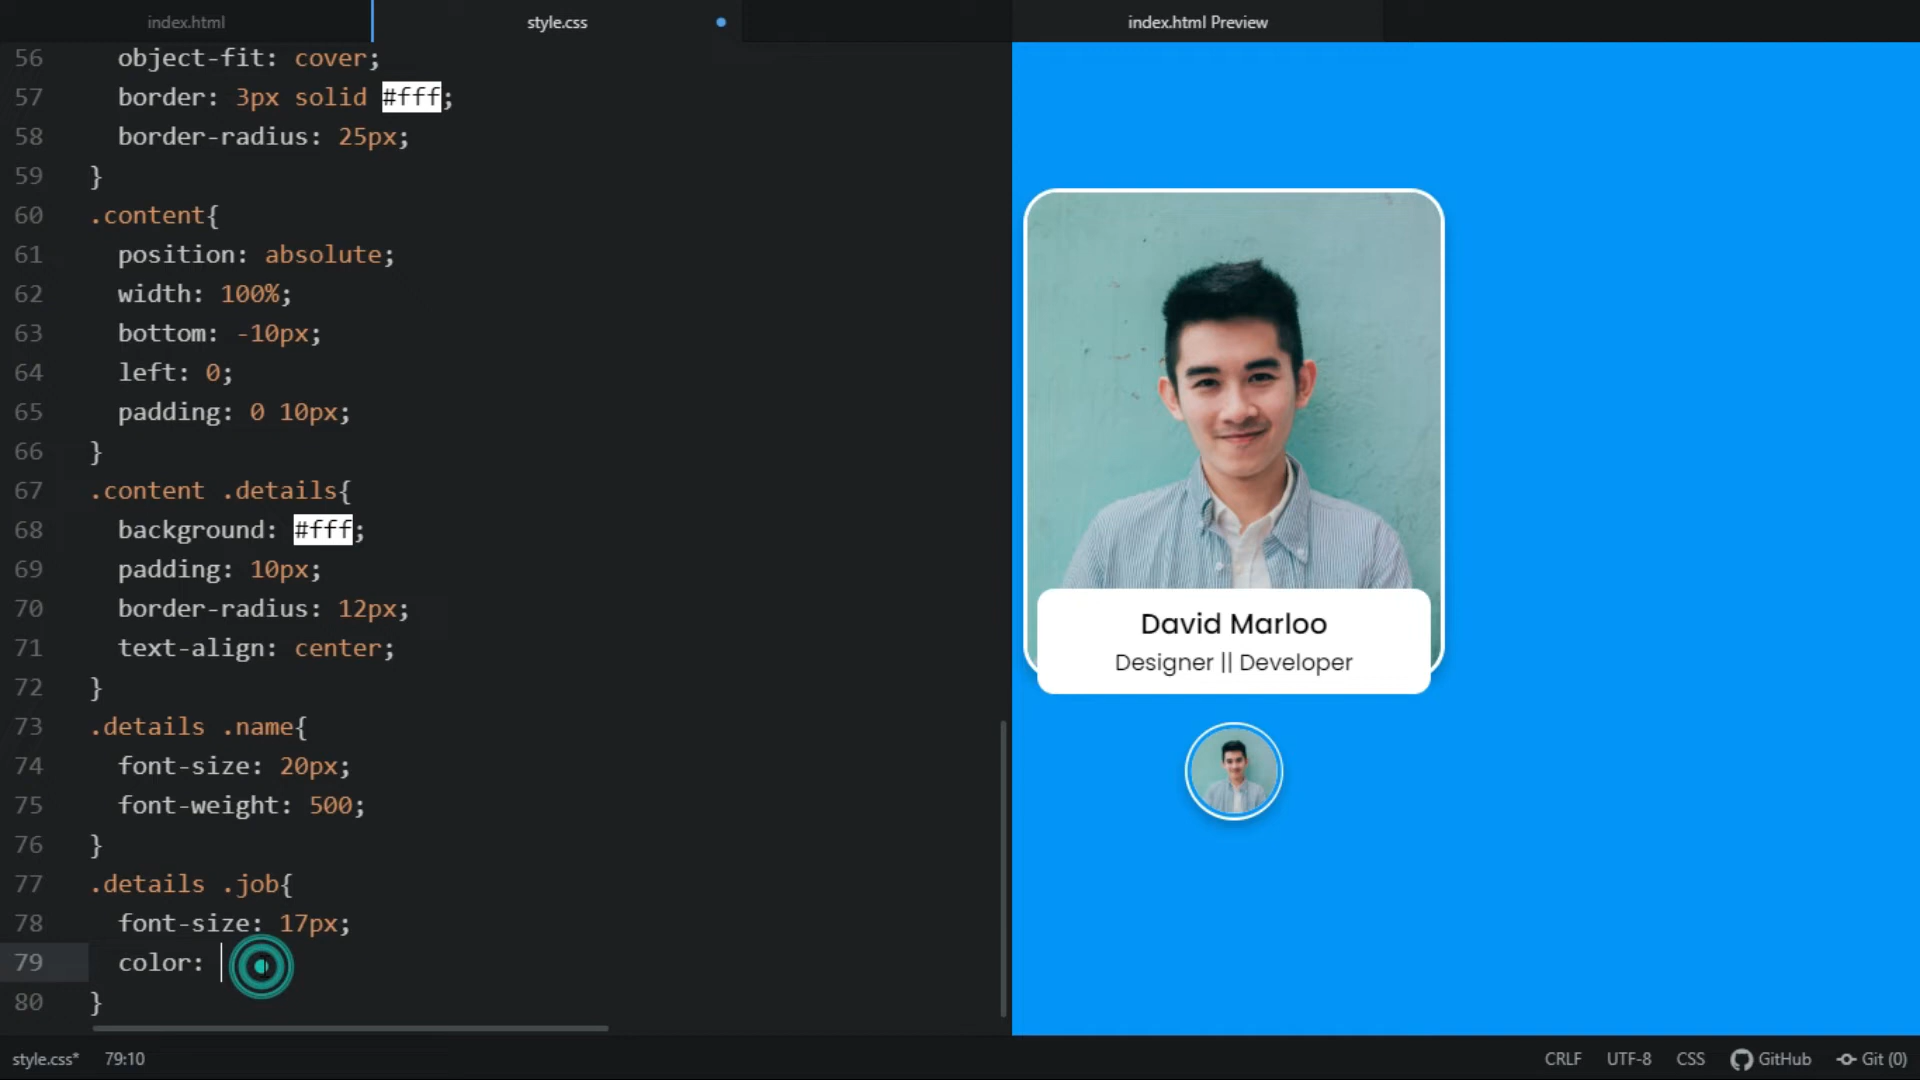 index.html
style.css
index.html Preview
56 object-fit: cover;
57 border: 3px solid #fff;
58 border-radius: 25px;
59 }
60 .content{
61 position: absolute;
62 width: 100%;
63 bottom: -10px;
64 left: 0;
65 padding: 0 10px;
66 }
67 .content .details{
68 background: #fff;
69 padding: 10px;
70 border-radius: 12px;
71 text-align: center;
72 }
73 .details .name{
74 font-size: 20px;
75 font-weight: 500;
76 }
77 .details .job{
78 font-size: 17px;
79 color:
80 }
David Marloo
Designer || Developer
style.css* 79:10 CRLF UTF-8 CSS GitHub Git (0)